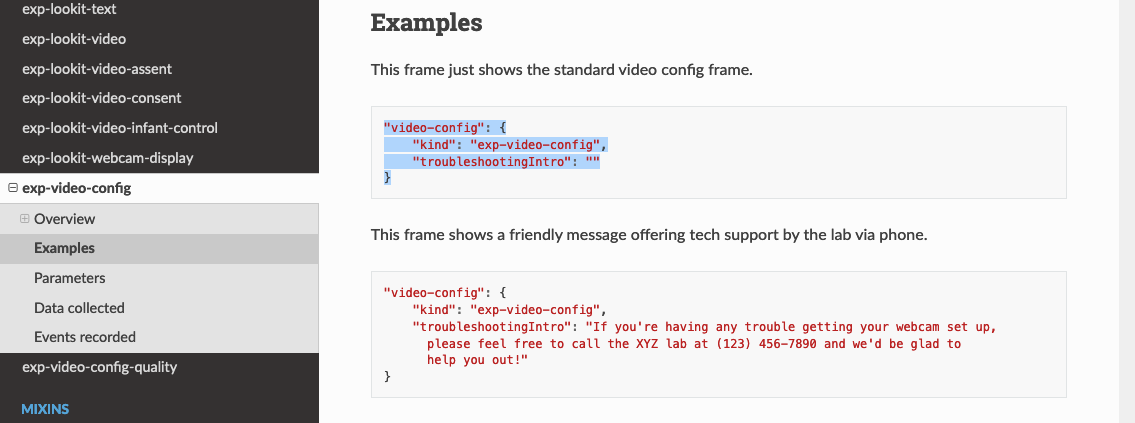 exp-lookit-text
exp-lookit-video
exp-lookit-video-assent
exp-lookit-video-consent
exp-lookit-video-infant-control
exp-lookit-webcam-display
exp-video-config
Overview
Examples
Parameters
Data collected
Events recorded
exp-video-config-quality
MIXINS
Examples
This frame just shows the standard video config frame.
"video-config": {
    "kind": "exp-video-config",
    "troubleshootingIntro": ""
}
This frame shows a friendly message offering tech support by the lab via phone.
"video-config": {
    "kind": "exp-video-config",
    "troubleshootingIntro": "If you're having any trouble getting your webcam set up,
      please feel free to call the XYZ lab at (123) 456-7890 and we'd be glad to
      help you out!"
}